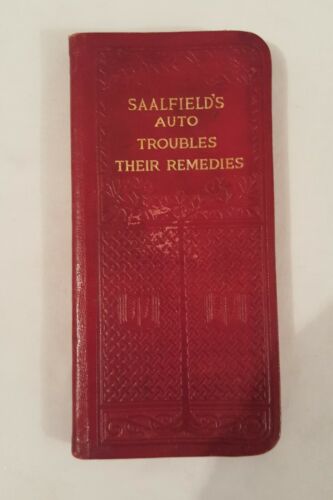 SAALFIELD'S
AUTO
TROUBLES
THEIR REMEDIES